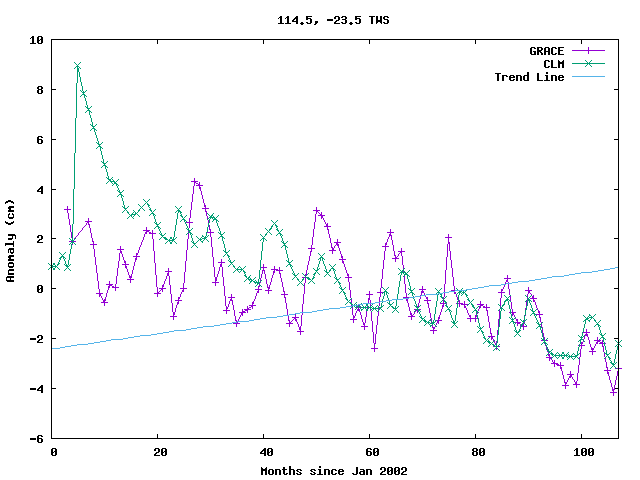 114.5, -23.5 TWS
GRACE
CLM
Trend Line
10
8
6
4
2
0
-2
-4
-6
Anomaly (cm)
0 20 40 60 80 100
Months since Jan 2002